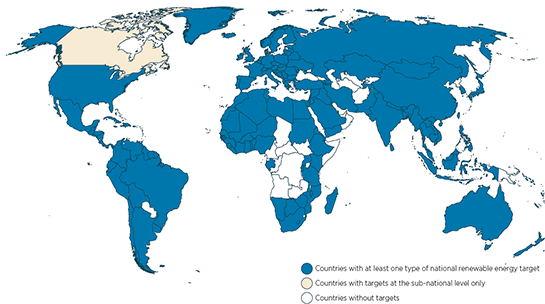 Countries with at least one type of national renewable energy target
Countries with targets at the sub-national level only
Countries without targets